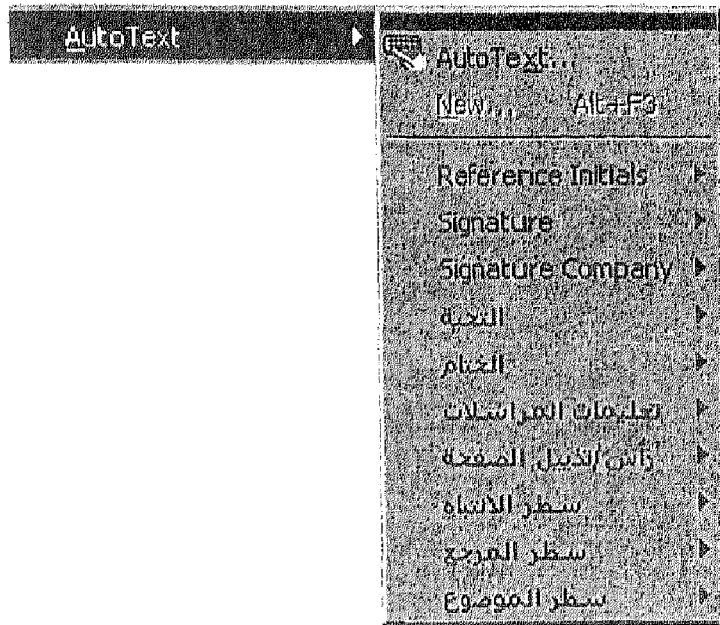 AutoText
AutoText...
New... Alt+F3
Reference Initials
Signature
Signature Company
التحية
الختام
تعليمات المراسلات
رأس/تذييل الصفحة
سطر الانتباه
سطر المرجع
سطر الموضوع